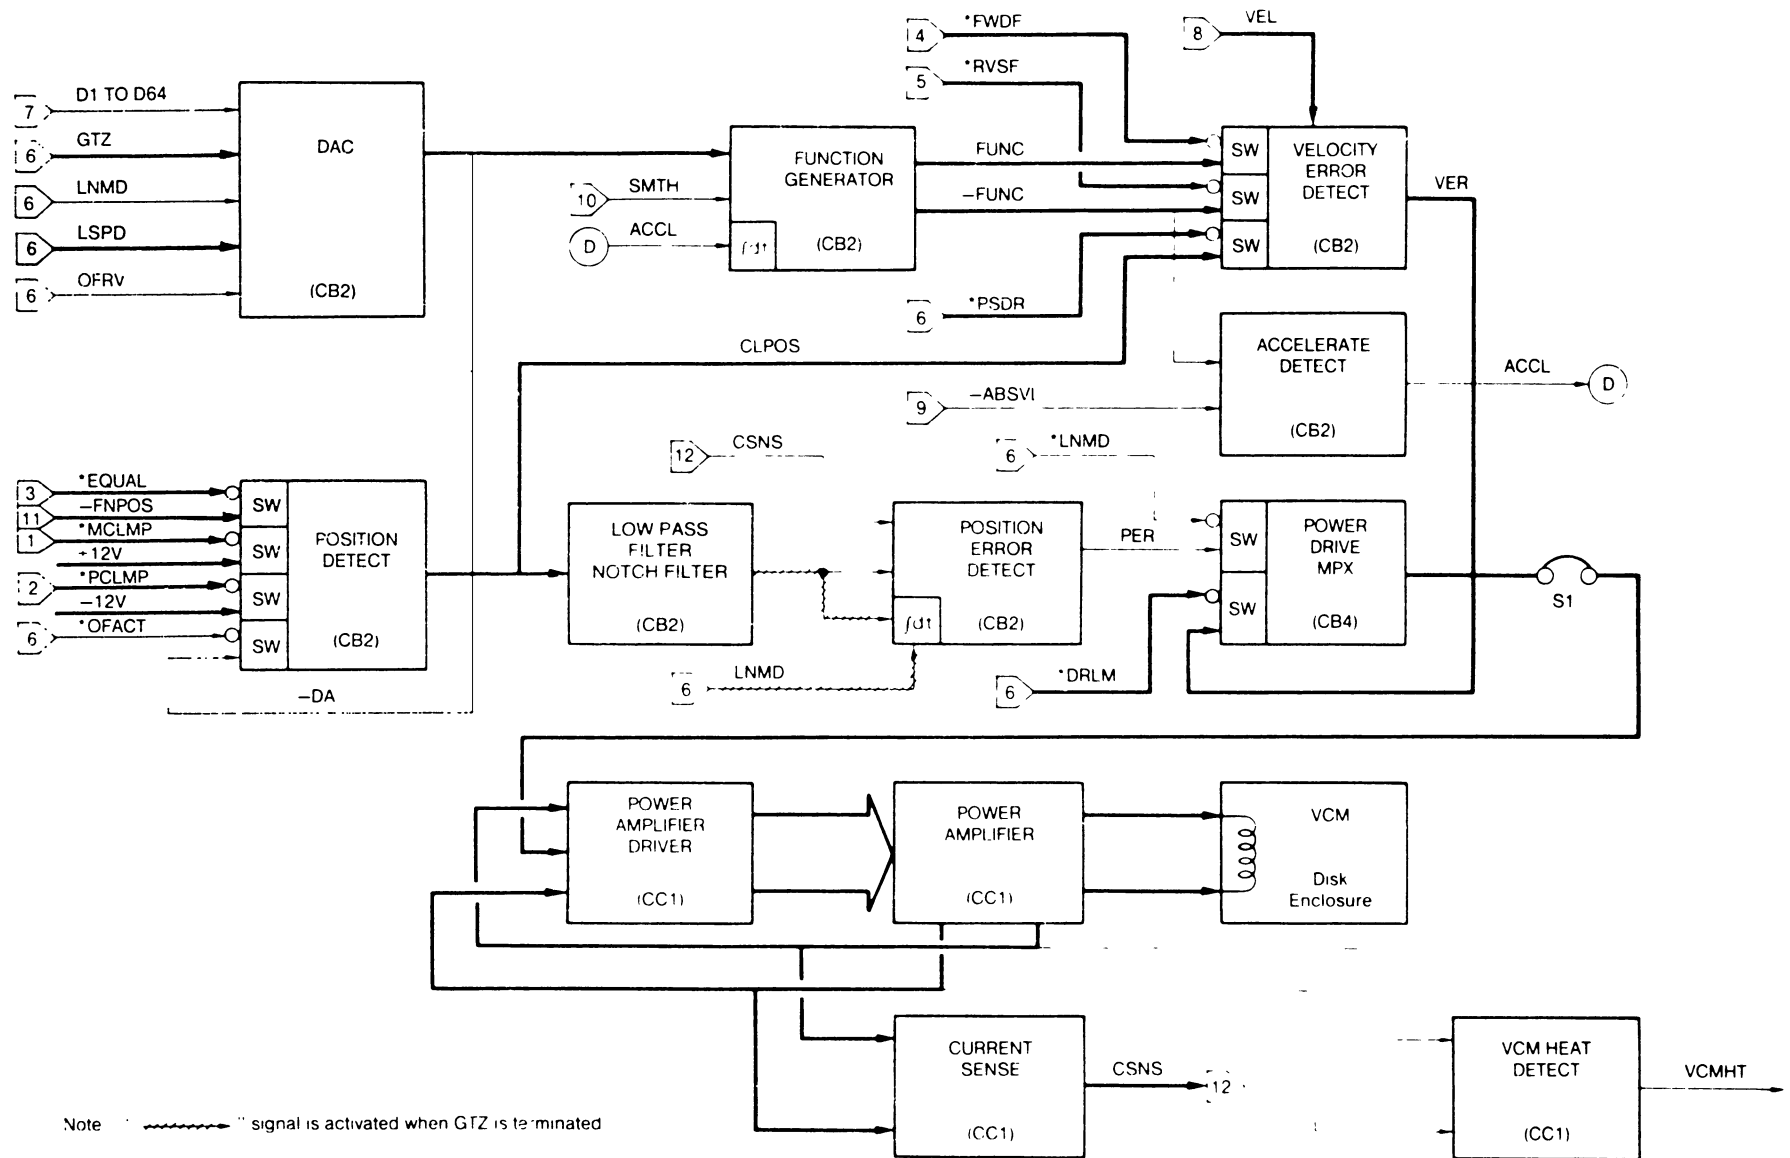 4
*FWDF
8
VEL
5
*RVSF
7
D1 TO D64
6
GTZ
6
LNMD
6
LSPD
6
OFRV
DAC
(CB2)
10
SMTH
D
ACCL
FUNCTION
GENERATOR
∫dt
(CB2)
FUNC
−FUNC
SW
SW
SW
VELOCITY
ERROR
DETECT
(CB2)
VER
6
*PSDR
CLPOS
9
−ABSVI
ACCELERATE
DETECT
(CB2)
ACCL
D
12
CSNS
6
*LNMD
3
*EQUAL
11
−FNPOS
1
*MCLMP
+12V
2
*PCLMP
−12V
6
*OFACT
SW
SW
SW
SW
POSITION
DETECT
(CB2)
−DA
LOW PASS
FILTER
NOTCH FILTER
(CB2)
POSITION
ERROR
DETECT
∫dt
(CB2)
PER
6
LNMD
6
*DRLM
SW
SW
POWER
DRIVE
MPX
(CB4)
S1
POWER
AMPLIFIER
DRIVER
(CC1)
POWER
AMPLIFIER
(CC1)
VCM
Disk
Enclosure
CURRENT
SENSE
(CC1)
CSNS
12
VCM HEAT
DETECT
(CC1)
VCMHT
Note " " signal is activated when GTZ is terminated